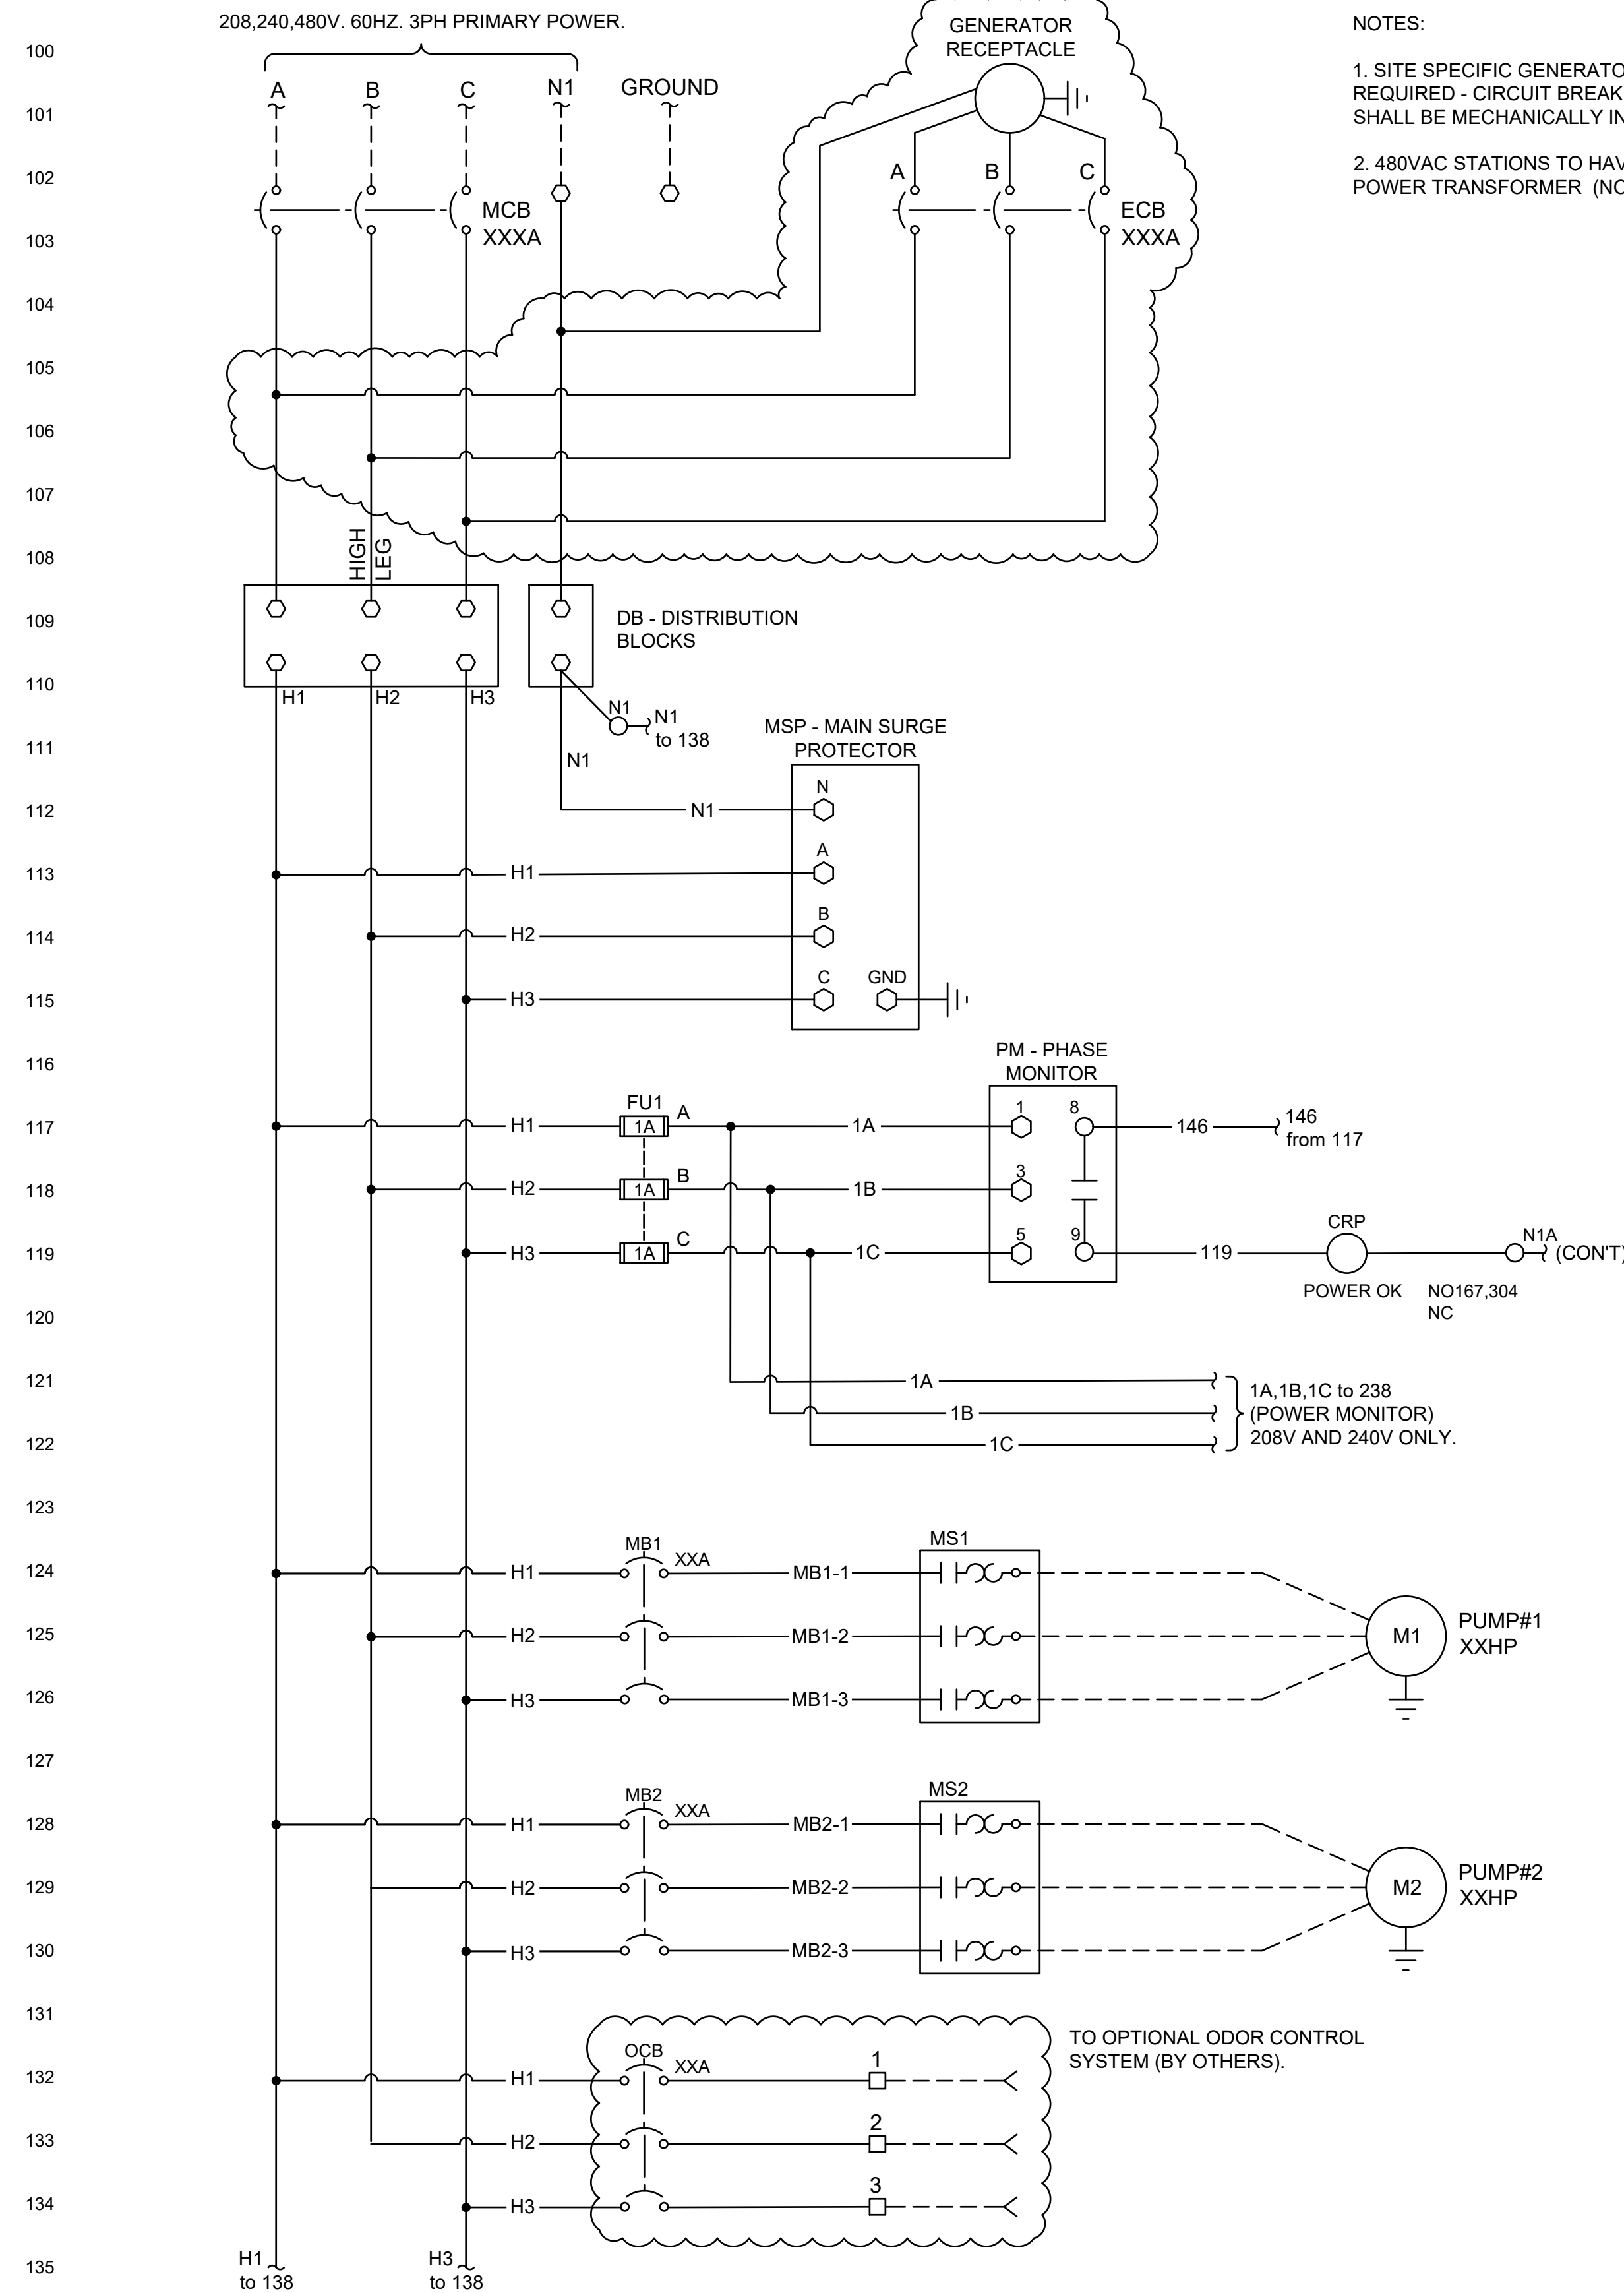 208,240,480V. 60HZ. 3PH PRIMARY POWER.
GENERATOR
RECEPTACLE
NOTES:
1. SITE SPECIFIC
REQUIRED - CIRCUIT
SHALL BE MECHANICALLY
2. 480VAC STATIONS TO
POWER TRANSFORMER
100
101
A B C N1 GROUND
102
A B C
MCB
XXXA
ECB
XXXA
103
104
105
106
107
108
HIGH
LEG
109
DB - DISTRIBUTION
BLOCKS
110
H1 H2 H3
N1
N1
to 138
111
N1
MSP - MAIN SURGE
PROTECTOR
112
N1
N
113
H1
A
114
H2
B
115
H3
C GND
116
PM - PHASE
MONITOR
117
H1
FU1
1A
A
1A
1 8
146
146
from 117
118
H2
1A
B
1B
3
119
H3
1A
C
1C
5 9
119
CRP
N1A
(CON'T)
POWER OK
NO167,304
NC
120
121
1A
1B
122
1C
1A,1B,1C to 238
(POWER MONITOR)
208V AND 240V ONLY.
123
MB1
MS1
124
H1
XXA
MB1-1
125
H2
MB1-2
M1
PUMP#1
XXHP
126
H3
MB1-3
127
MB2
MS2
128
H1
XXA
MB2-1
129
H2
MB2-2
M2
PUMP#2
XXHP
130
H3
MB2-3
131
OCB
TO OPTIONAL ODOR CONTROL
SYSTEM (BY OTHERS).
132
H1
XXA
1
133
H2
2
134
H3
3
135
H1
to 138
H3
to 138